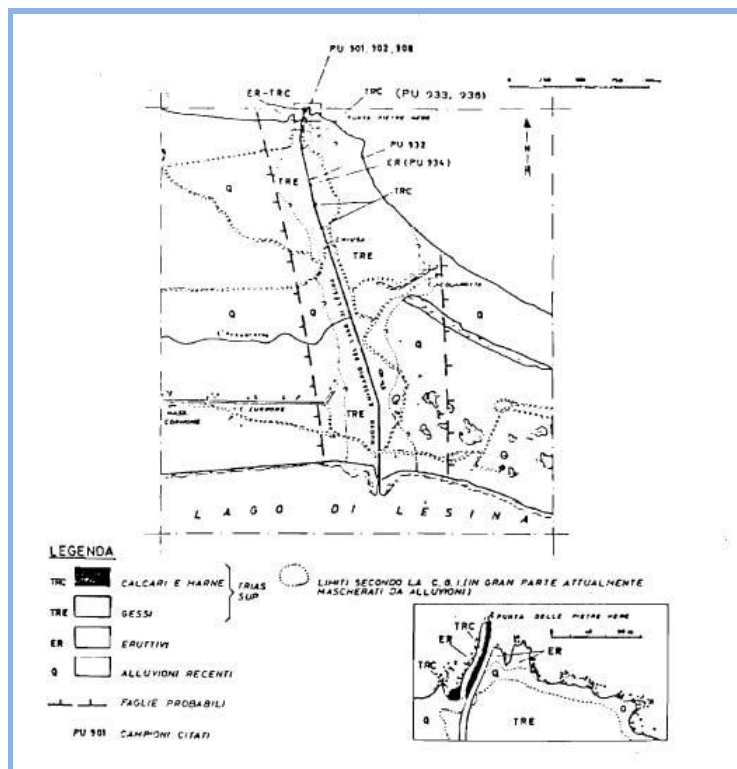 PU 901, 902, 908
ER-TRC
TRC (PU 933, 936)
PUNTA PIETRE NERE
N
PU 932
TRE
ER (PU 934)
Q
TRC
CHIUSA
TRE
Q
Q
Q
Q
Q
TRE
MASS.
LAGO DI LESINA
LEGENDA
TRC CALCARI E MARNE
TRE GESSI
TRIAS SUP
ER ERUTTIVI
Q ALLUVIONI RECENTI
FAGLIE PROBABILI
PU 901 CAMPIONI CITATI
LIMITI SECONDO LA C.G.I. (IN GRAN PARTE ATTUALMENTE
MASCHERATI DA ALLUVIONI)
PUNTA DELLE PIETRE NERE
TRC
ER
ER
TRC
Q
Q
Q
TRE